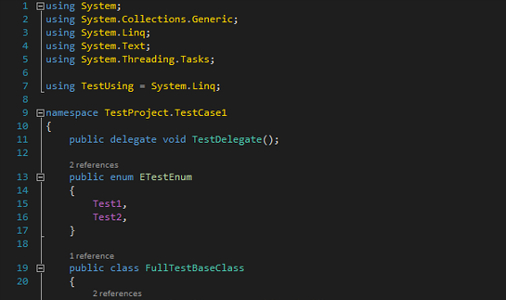 1 using System;
2 using System.Collections.Generic;
3 using System.Linq;
4 using System.Text;
5 using System.Threading.Tasks;
6
7 using TestUsing = System.Linq;
8
9 namespace TestProject.TestCase1
10 {
11 public delegate void TestDelegate();
12
2 references
13 public enum ETestEnum
14 {
15 Test1,
16 Test2,
17 }
18
1 reference
19 public class FullTestBaseClass
20 {
2 references